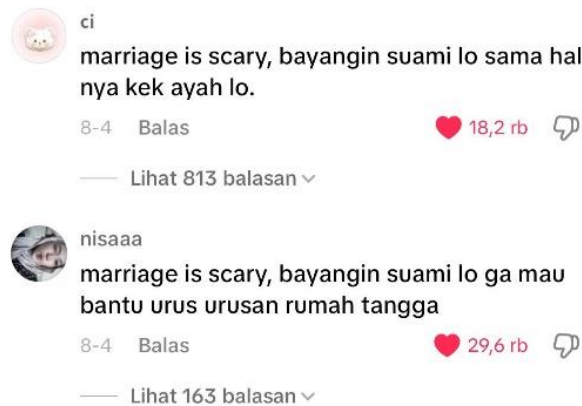 ci
marriage is scary, bayangin suami lo sama hal
nya kek ayah lo.
8-4 Balas 18,2 rb
Lihat 813 balasan
nisaaa
marriage is scary, bayangin suami lo ga mau
bantu urus urusan rumah tangga
8-4 Balas 29,6 rb
Lihat 163 balasan